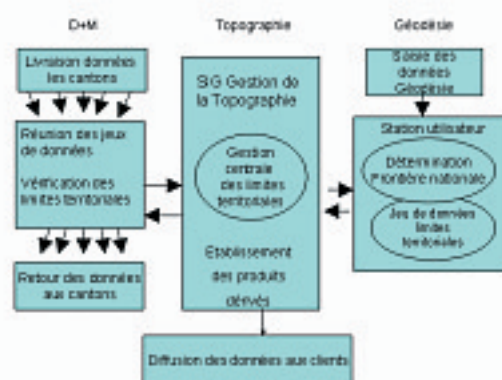 D+M
Livraison données
les cantons
Réunion des jeux
de données
Vérification des
limites territoriales
Retour des données
aux cantons
Topographie
SIG Gestion de
la Topographie
Gestion
centrale
des limites
territoriales
Etablissement
des produits
dérivés
Diffusion des données aux clients
Géodésie
Saisie des
données
Géodésie
Station utilisateur
Détermination
Frontière nationale
Jeu de données
limites
territoriales